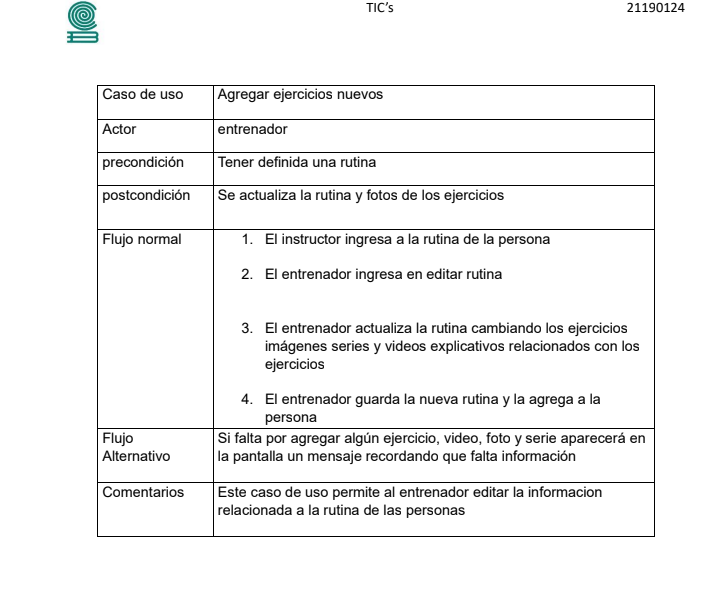 TIC's 21190124
Caso de uso Agregar ejercicios nuevos
Actor entrenador
precondición Tener definida una rutina
postcondición Se actualiza la rutina y fotos de los ejercicios
Flujo normal 1. El instructor ingresa a la rutina de la persona
2. El entrenador ingresa en editar rutina
3. El entrenador actualiza la rutina cambiando los ejercicios
imágenes series y videos explicativos relacionados con los
ejercicios
4. El entrenador guarda la nueva rutina y la agrega a la
persona
Flujo Si falta por agregar algún ejercicio, video, foto y serie aparecerá en
Alternativo la pantalla un mensaje recordando que falta información
Comentarios Este caso de uso permite al entrenador editar la informacion
relacionada a la rutina de las personas